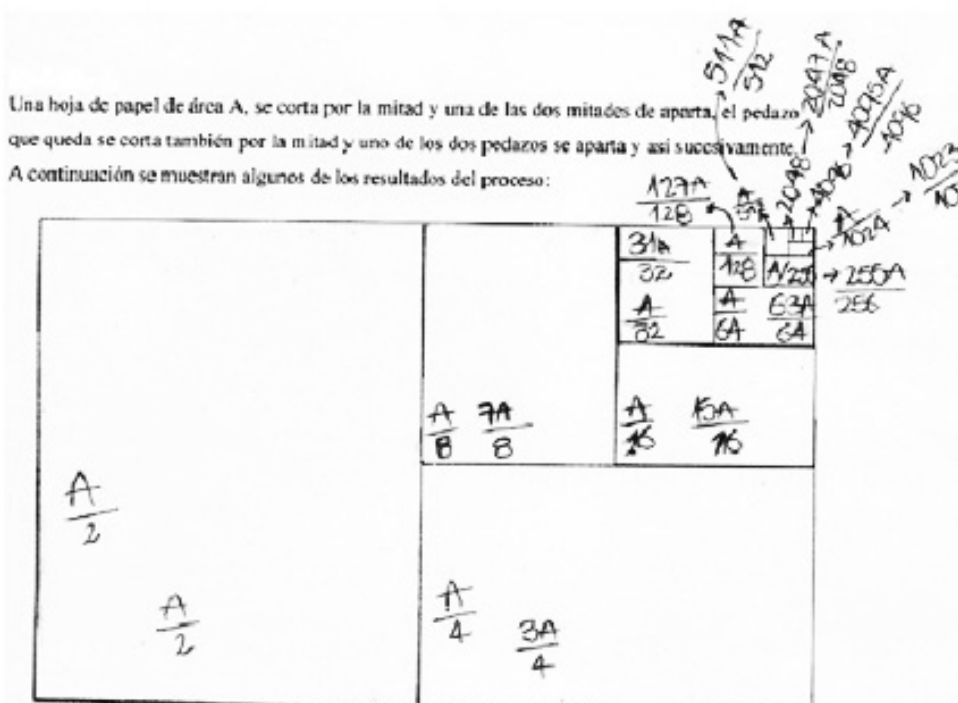 Una hoja de papel de área A, se corta por la mitad y una de las dos mitades de aparta, el pedazo
que queda se corta también por la mitad y uno de los dos pedazos se aparta y asi sucesivamente.
A continuación se muestran algunos de los resultados del proceso:
511A/512
2047A/2048
4095A/4096
127A/128
2048
4096
A/1024
31A/32
A/128
A/32
A/64
63A/64
255A/256
A/8 7A/8
A/16 15A/16
A/2
A/2
A/4
3A/4